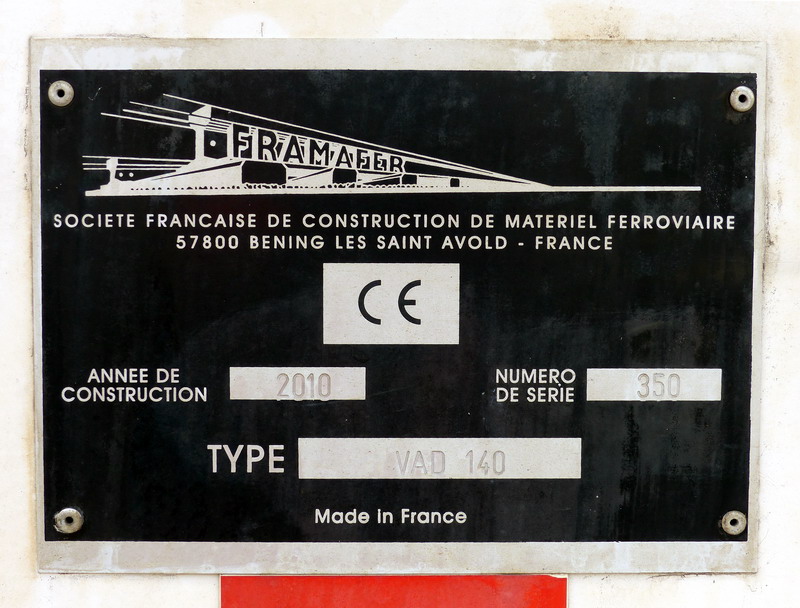 FRAMAFER
SOCIETE FRANCAISE DE CONSTRUCTION DE MATERIEL FERROVIAIRE
57800 BENING LES SAINT AVOLD - FRANCE
CE
ANNEE DE
CONSTRUCTION 2010
NUMERO
DE SERIE 350
TYPE VAD 140
Made in France